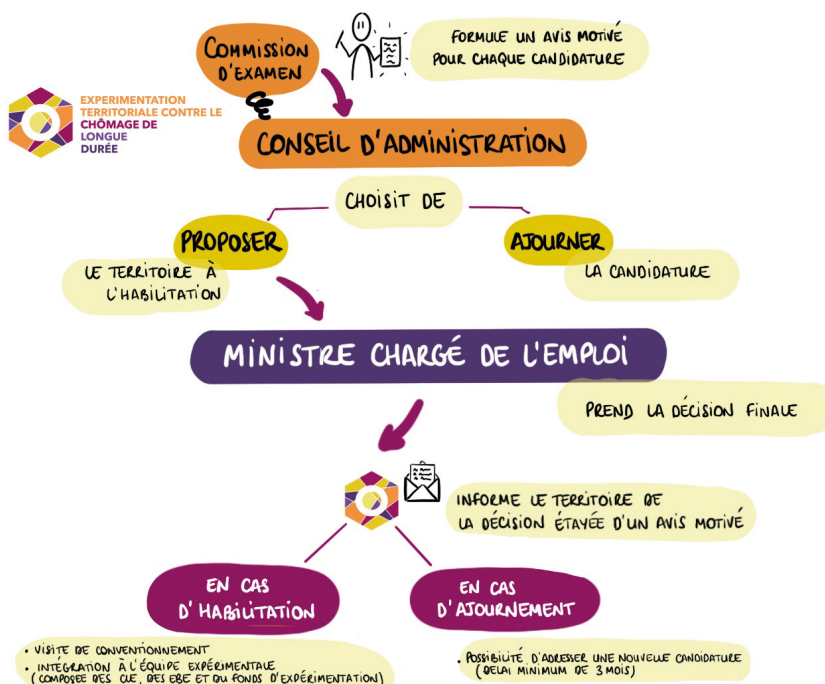 COMMISSION
D'EXAMEN
FORMULE UN AVIS MOTIVÉ
POUR CHAQUE CANDIDATURE
EXPERIMENTATION
TERRITORIALE CONTRE LE
CHÔMAGE DE
LONGUE
DURÉE
CONSEIL D'ADMINISTRATION
CHOISIT DE
PROPOSER
LE TERRITOIRE À
L'HABILITATION
AJOURNER
LA CANDIDATURE
MINISTRE CHARGÉ DE L'EMPLOI
PREND LA DÉCISION FINALE
INFORME LE TERRITOIRE DE
LA DÉCISION ÉTAYÉE D'UN AVIS MOTIVÉ
EN CAS
D'HABILITATION
• VISITE DE CONVENTIONNEMENT
• INTÉGRATION À L'ÉQUIPE EXPÉRIMENTALE
(COMPOSÉE DES CLE, DES EBE ET DU FONDS D'EXPÉRIMENTATION)
EN CAS
D'AJOURNEMENT
• POSSIBILITÉ D'ADRESSER UNE NOUVELLE CANDIDATURE
(DELAI MINIMUM DE 3 MOIS)